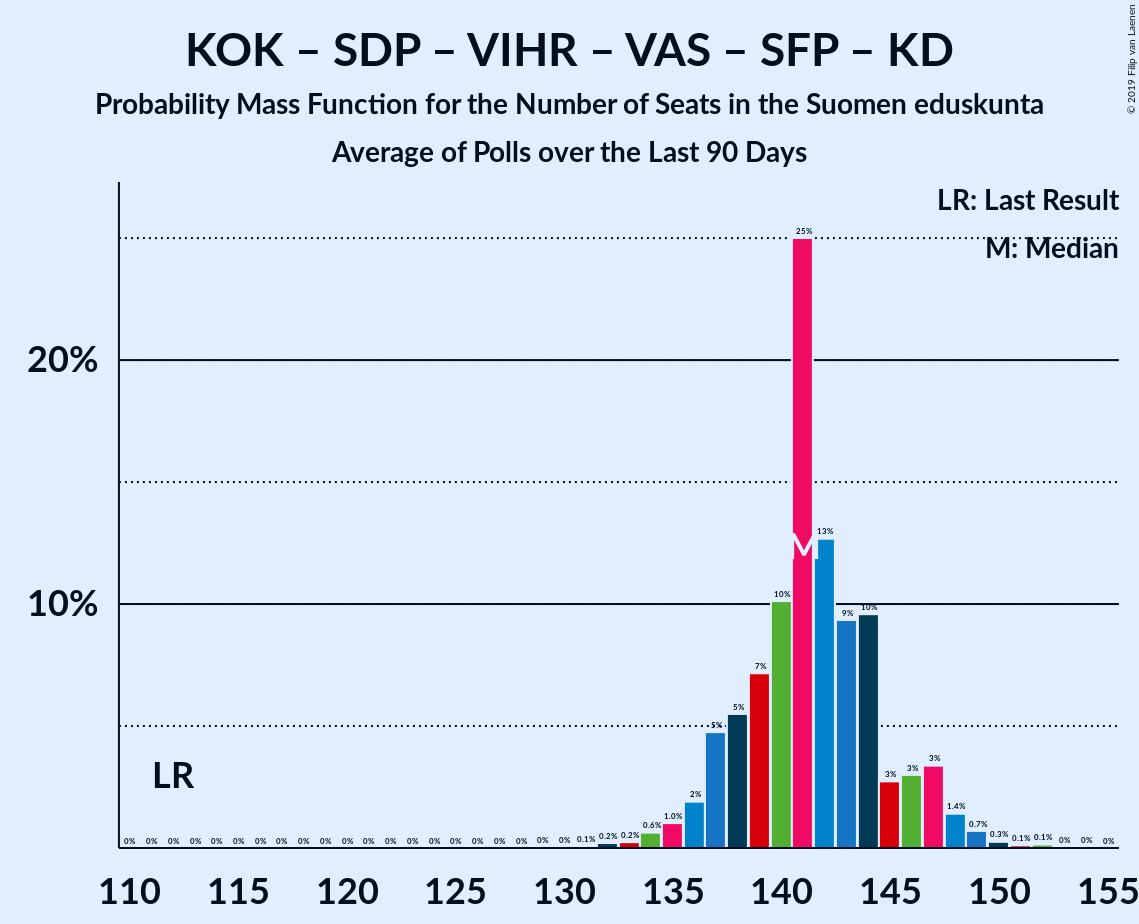 KOK – SDP – VIHR – VAS – SFP – KD
Probability Mass Function for the Number of Seats in the Suomen eduskunta
Average of Polls over the Last 90 Days
© 2019 Filip van Laenen
LR: Last Result
M: Median
25%
20%
13%
M
10%
10%
10%
9%
7%
5%
5%
LR
3%
3%
3%
2%
1.4%
1.0%
0.7%
0.6%
0% 0% 0% 0% 0% 0% 0% 0% 0% 0% 0% 0% 0% 0% 0% 0% 0% 0% 0% 0% 0% 0.1% 0.2% 0.2% 0.3% 0.1% 0.1% 0% 0% 0%
110 115 120 125 130 135 140 145 150 155